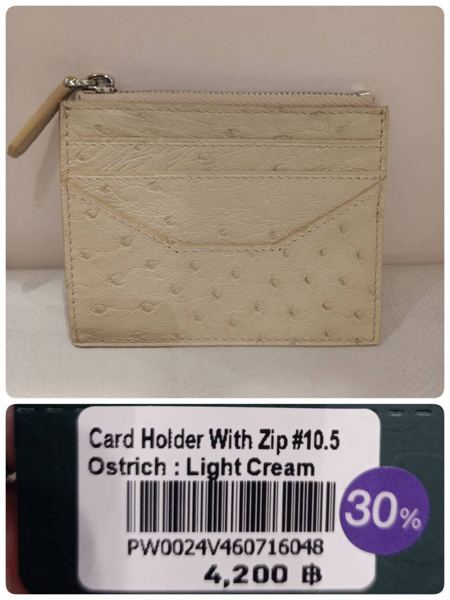 Card Holder With Zip #10.5
Ostrich : Light Cream
30%
PW0024V460716048
4,200 ฿